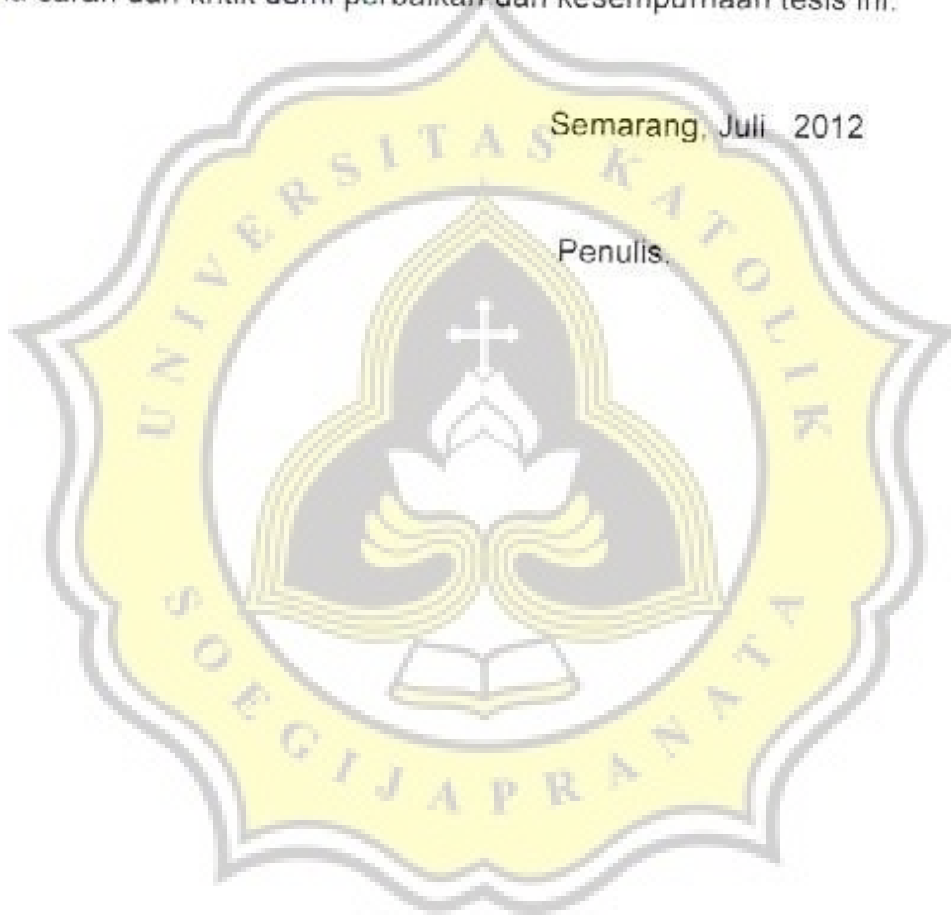 saran dan kritik demi perbaikan dan kesempurnaan tesis ini.
Semarang, Juli 2012
Penulis,
UNIVERSITAS KATOLIK
SOEGIJAPRANATA